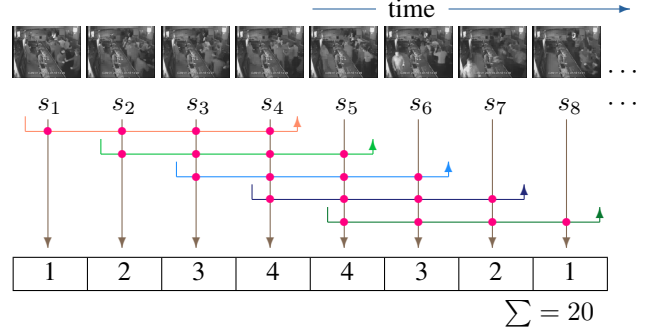 time
...
s1 s2 s3 s4 s5 s6 s7 s8 ...
1 2 3 4 4 3 2 1
∑ = 20